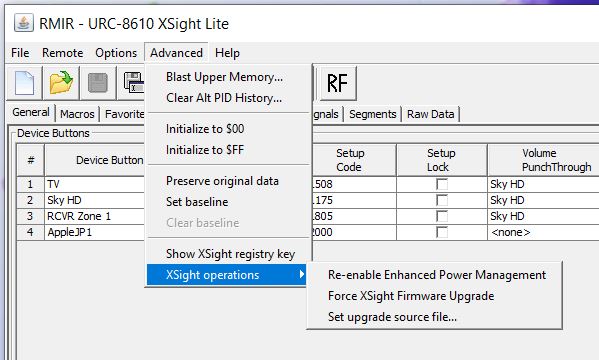 RMIR - URC-8610 XSight Lite
File Remote Options Advanced Help
RF
General Macros Favorite gnals Segments Raw Data
Device Buttons
# Device Button Setup Code Setup Lock Volume PunchThrough
1 TV 1508 Sky HD
2 Sky HD 1175 Sky HD
3 RCVR Zone 1 1805 Sky HD
4 AppleJP1 2000 <none>
Blast Upper Memory...
Clear Alt PID History...
Initialize to $00
Initialize to $FF
Preserve original data
Set baseline
Clear baseline
Show XSight registry key
XSight operations
Re-enable Enhanced Power Management
Force XSight Firmware Upgrade
Set upgrade source file...